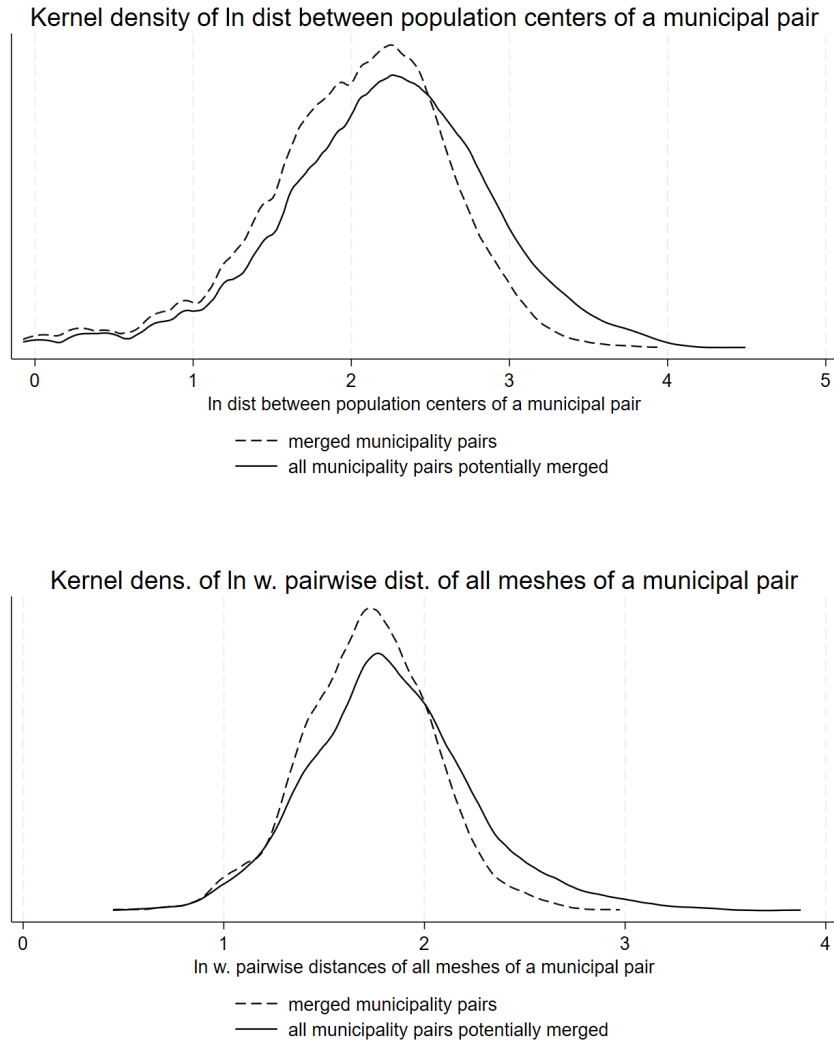 Kernel density of ln dist between population centers of a municipal pair
0 1 2 3 4 5
ln dist between population centers of a municipal pair
merged municipality pairs
all municipality pairs potentially merged
Kernel dens. of ln w. pairwise dist. of all meshes of a municipal pair
0 1 2 3 4
ln w. pairwise distances of all meshes of a municipal pair
merged municipality pairs
all municipality pairs potentially merged